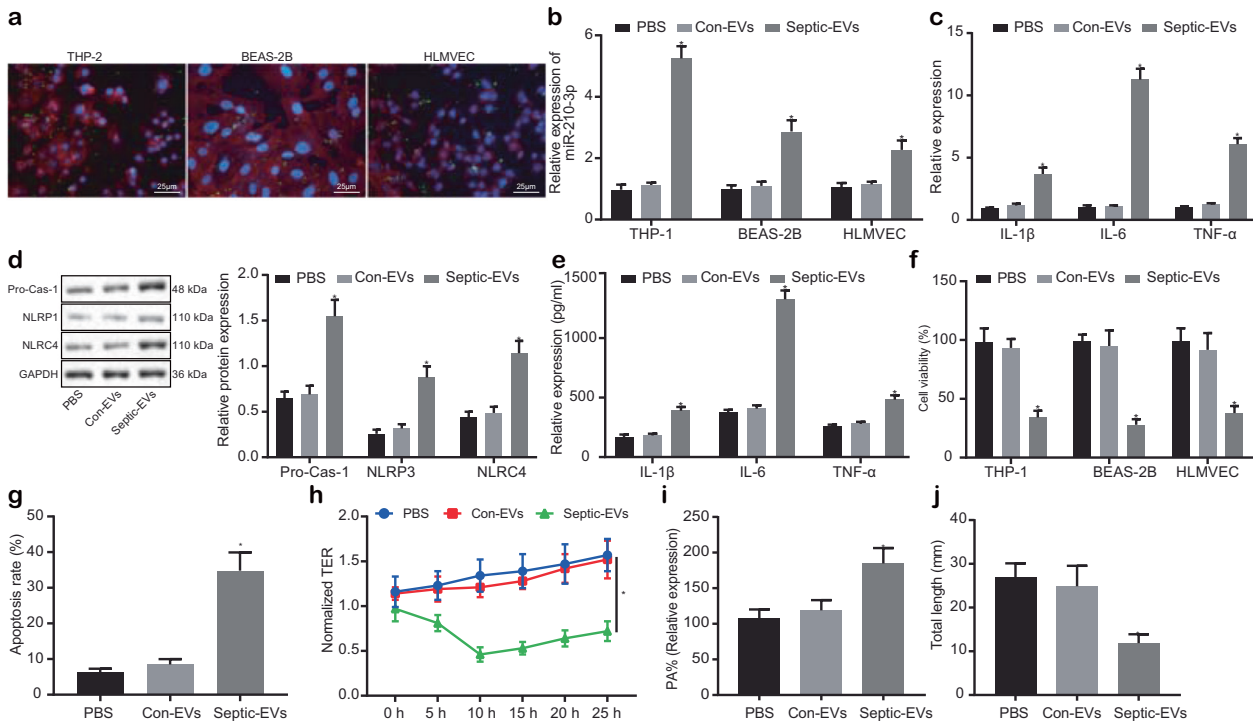 a
THP-2 BEAS-2B HLMVEC
25μm 25μm 25μm
b
PBS Con-EVs Septic-EVs
Relative expression of
miR-210-3p
6
4
2
0
* * *
THP-1 BEAS-2B HLMVEC
c
PBS Con-EVs Septic-EVs
Relative expression
15
10
5
0
* * *
IL-1β IL-6 TNF-α
d
Pro-Cas-1 48 kDa
NLRP1 110 kDa
NLRC4 110 kDa
GAPDH 36 kDa
PBS Con-EVs Septic-EVs
PBS Con-EVs Septic-EVs
Relative protein expression
2.0
1.5
1.0
0.5
0.0
* * *
Pro-Cas-1 NLRP3 NLRC4
e
PBS Con-EVs Septic-EVs
Relative expression (pg/ml)
1500
1000
500
0
* * *
IL-1β IL-6 TNF-α
f
PBS Con-EVs Septic-EVs
Cell viability (%)
150
100
50
0
* * *
THP-1 BEAS-2B HLMVEC
g
Apoptosis rate (%)
50
40
30
20
10
0
*
PBS Con-EVs Septic-EVs
h
PBS Con-EVs Septic-EVs
Normalized TER
2.0
1.5
1.0
0.5
0.0
*
0 h 5 h 10 h 15 h 20 h 25 h
i
PA% (Relative expression)
250
200
150
100
50
0
*
PBS Con-EVs Septic-EVs
j
Total length (mm)
40
30
20
10
0
*
PBS Con-EVs Septic-EVs